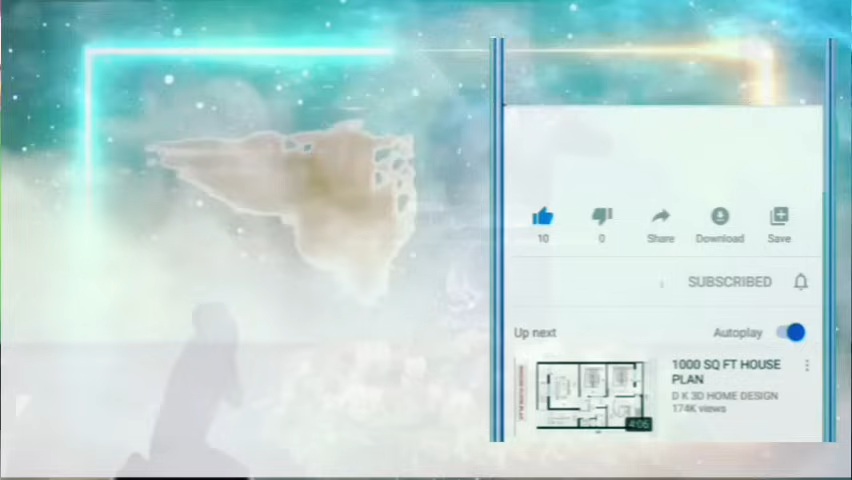 10
0
Share
Download
Save
SUBSCRIBED
Up next
Autoplay
1000 SQ FT HOUSE
PLAN
D K 3D HOME DESIGN
174K views
4:06